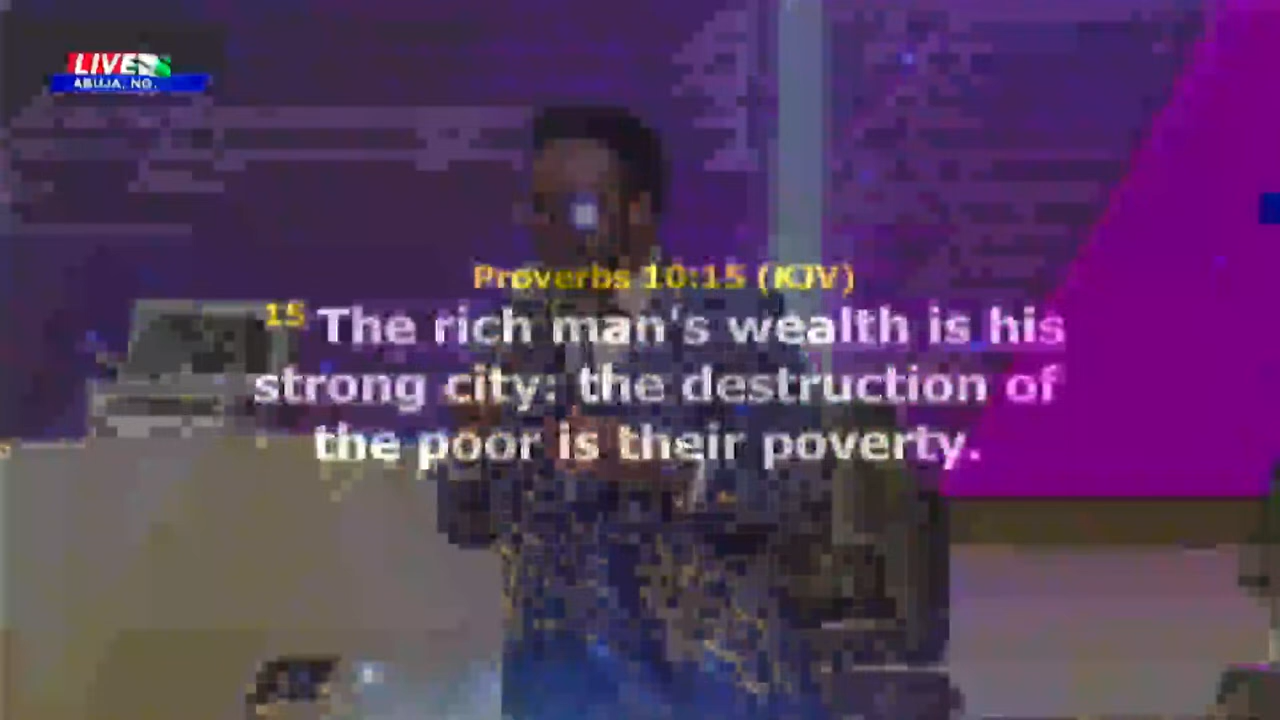 LIVE
ABUJA, NG.
Proverbs 10:15 (KJV)
15 The rich man's wealth is his
strong city: the destruction of
the poor is their poverty.